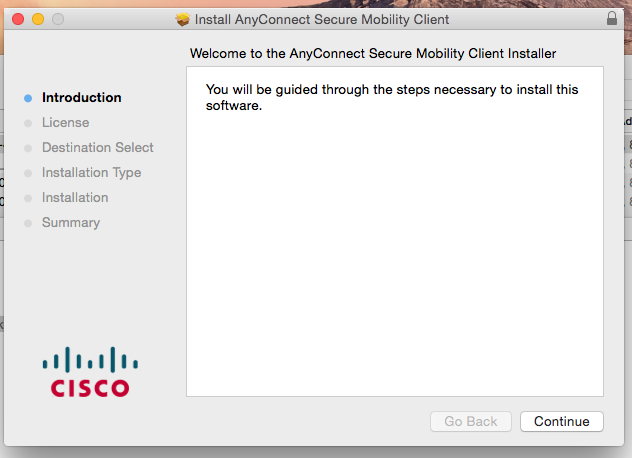 Install AnyConnect Secure Mobility Client
Welcome to the AnyConnect Secure Mobility Client Installer
Introduction
License
Destination Select
Installation Type
Installation
Summary
You will be guided through the steps necessary to install this
software.
CISCO
Go Back
Continue